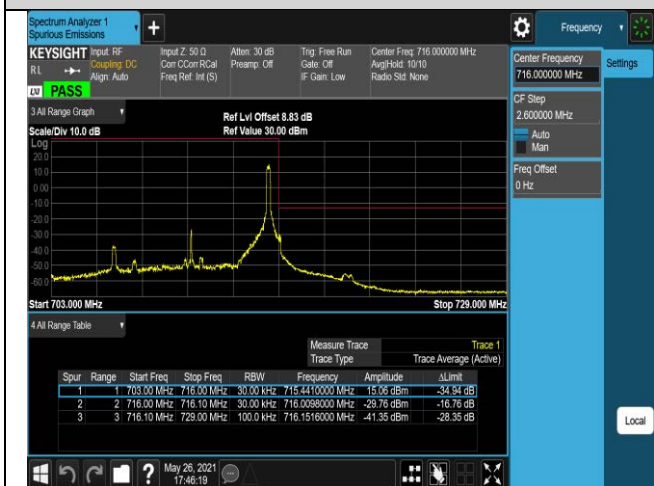 Spectrum Analyzer 1
Spurious Emissions
+
Frequency
KEYSIGHT
RL
LXI
PASS
Input: RF
Coupling: DC
Align: Auto
Input Z: 50 Ω
Corr CCorr RCal
Freq Ref: Int (S)
Atten: 30 dB
Preamp: Off
Trig: Free Run
Gate: Off
IF Gain: Low
Center Freq: 716.000000 MHz
Avg|Hold: 10/10
Radio Std: None
Center Frequency
716.000000 MHz
Settings
CF Step
2.600000 MHz
Auto
Man
Freq Offset
0 Hz
3 All Range Graph
Scale/Div 10.0 dB
Ref Lvl Offset 8.83 dB
Ref Value 30.00 dBm
Log
20.0
10.0
0.00
-10.0
-20.0
-30.0
-40.0
-50.0
-60.0
Start 703.000 MHz
Stop 729.000 MHz
4 All Range Table
Measure Trace Trace 1
Trace Type Trace Average (Active)
Spur Range Start Freq Stop Freq RBW Frequency Amplitude ΔLimit
1 1 703.00 MHz 716.00 MHz 30.00 kHz 715.4410000 MHz 15.06 dBm -34.94 dB
2 2 716.00 MHz 716.10 MHz 30.00 kHz 716.0098000 MHz -29.76 dBm -16.76 dB
3 3 716.10 MHz 729.00 MHz 100.0 kHz 716.1516000 MHz -41.35 dBm -28.35 dB
Local
?
May 26, 2021
17:46:19